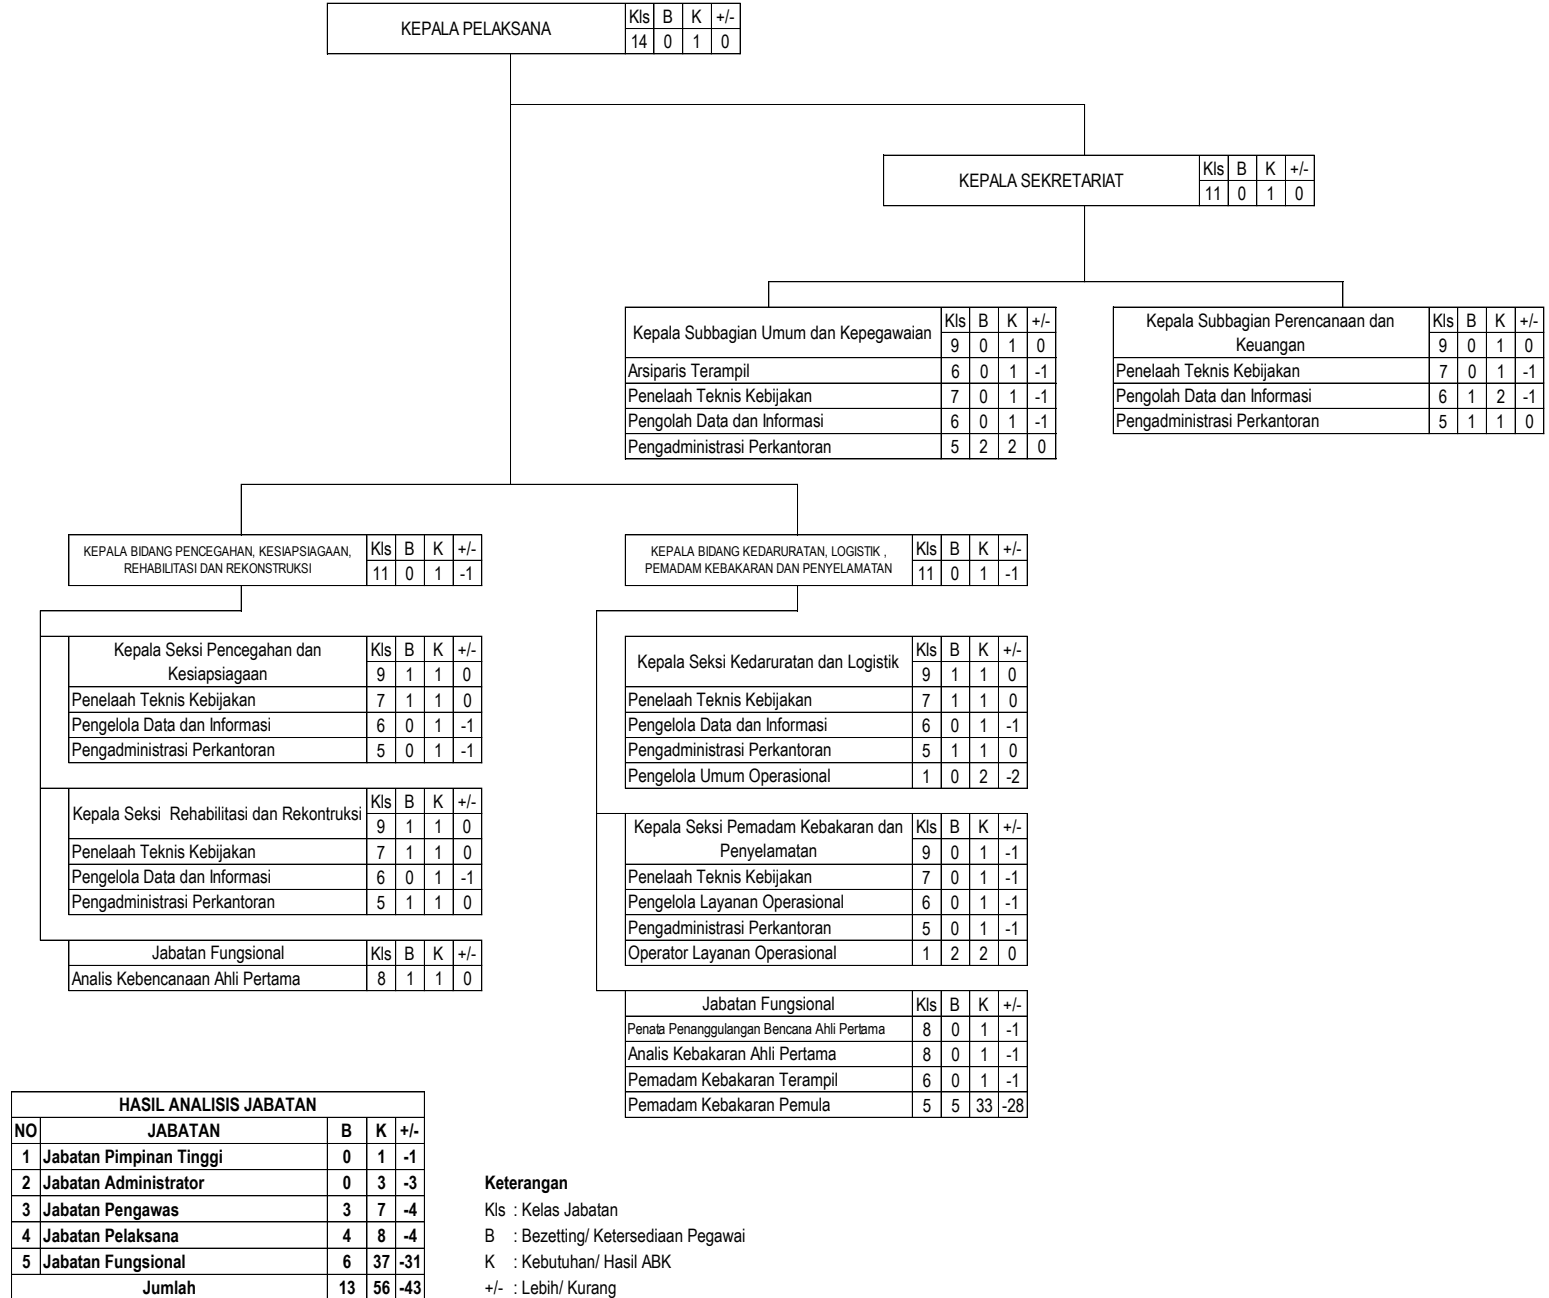 KEPALA PELAKSANA Kls B K +/-
14 0 1 0
KEPALA SEKRETARIAT Kls B K +/-
11 0 1 0
Kepala Subbagian Umum dan Kepegawaian Kls B K +/-
9 0 1 0
Arsiparis Terampil 6 0 1 -1
Penelaah Teknis Kebijakan 7 0 1 -1
Pengolah Data dan Informasi 6 0 1 -1
Pengadministrasi Perkantoran 5 2 2 0
Kepala Subbagian Perencanaan dan Kls B K +/-
Keuangan 9 0 1 0
Penelaah Teknis Kebijakan 7 0 1 -1
Pengolah Data dan Informasi 6 1 2 -1
Pengadministrasi Perkantoran 5 1 1 0
KEPALA BIDANG PENCEGAHAN, KESIAPSIAGAAN, Kls B K +/-
REHABILITASI DAN REKONSTRUKSI 11 0 1 -1
Kepala Seksi Pencegahan dan Kls B K +/-
Kesiapsiagaan 9 1 1 0
Penelaah Teknis Kebijakan 7 1 1 0
Pengelola Data dan Informasi 6 0 1 -1
Pengadministrasi Perkantoran 5 0 1 -1
Kepala Seksi Rehabilitasi dan Rekontruksi Kls B K +/-
9 1 1 0
Penelaah Teknis Kebijakan 7 1 1 0
Pengelola Data dan Informasi 6 0 1 -1
Pengadministrasi Perkantoran 5 1 1 0
Jabatan Fungsional Kls B K +/-
Analis Kebencanaan Ahli Pertama 8 1 1 0
KEPALA BIDANG KEDARURATAN, LOGISTIK , Kls B K +/-
PEMADAM KEBAKARAN DAN PENYELAMATAN 11 0 1 -1
Kepala Seksi Kedaruratan dan Logistik Kls B K +/-
9 1 1 0
Penelaah Teknis Kebijakan 7 1 1 0
Pengelola Data dan Informasi 6 0 1 -1
Pengadministrasi Perkantoran 5 1 1 0
Pengelola Umum Operasional 1 0 2 -2
Kepala Seksi Pemadam Kebakaran dan Kls B K +/-
Penyelamatan 9 0 1 -1
Penelaah Teknis Kebijakan 7 0 1 -1
Pengelola Layanan Operasional 6 0 1 -1
Pengadministrasi Perkantoran 5 0 1 -1
Operator Layanan Operasional 1 2 2 0
Jabatan Fungsional Kls B K +/-
Penata Penanggulangan Bencana Ahli Pertama 8 0 1 -1
Analis Kebakaran Ahli Pertama 8 0 1 -1
Pemadam Kebakaran Terampil 6 0 1 -1
Pemadam Kebakaran Pemula 5 5 33 -28
HASIL ANALISIS JABATAN
NO JABATAN B K +/-
1 Jabatan Pimpinan Tinggi 0 1 -1
2 Jabatan Administrator 0 3 -3
3 Jabatan Pengawas 3 7 -4
4 Jabatan Pelaksana 4 8 -4
5 Jabatan Fungsional 6 37 -31
Jumlah 13 56 -43
Keterangan
Kls : Kelas Jabatan
B : Bezetting/ Ketersediaan Pegawai
K : Kebutuhan/ Hasil ABK
+/- : Lebih/ Kurang